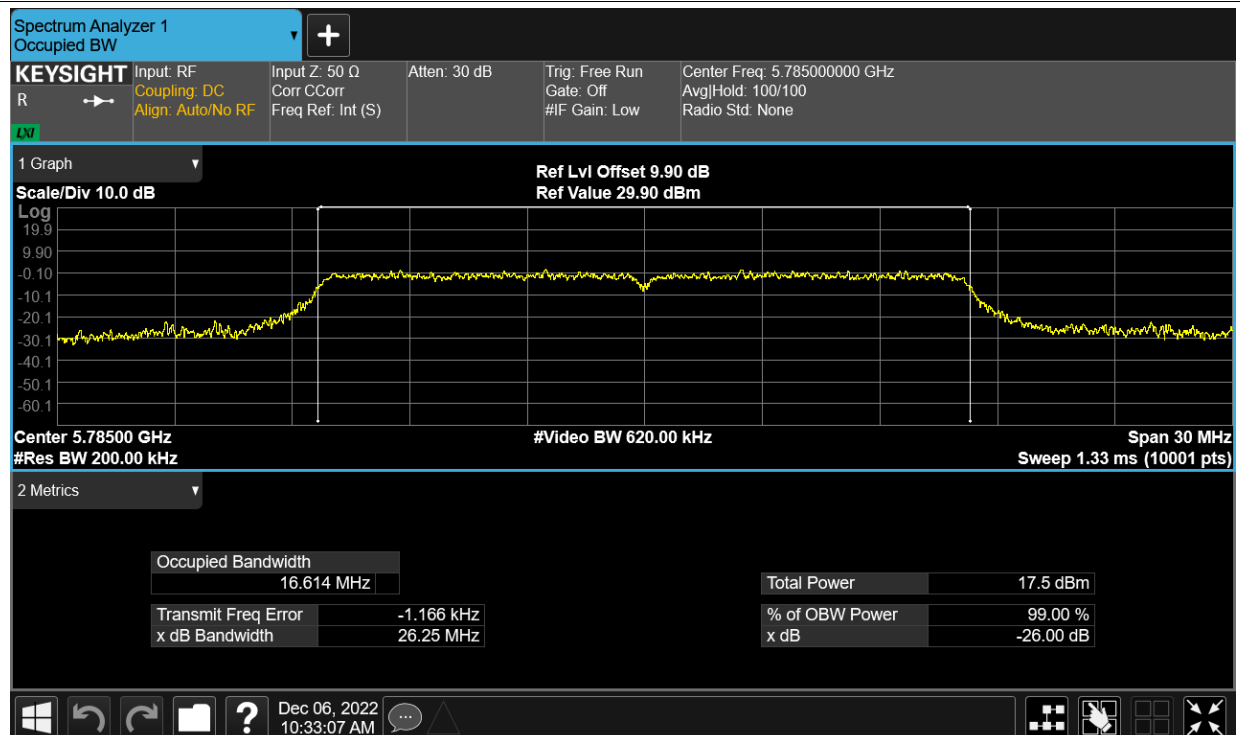 Spectrum Analyzer 1
Occupied BW
KEYSIGHT
R
LXI
Input: RF
Coupling: DC
Align: Auto/No RF
Input Z: 50 Ω
Corr CCorr
Freq Ref: Int (S)
Atten: 30 dB
Trig: Free Run
Gate: Off
#IF Gain: Low
Center Freq: 5.785000000 GHz
Avg|Hold: 100/100
Radio Std: None
1 Graph
Scale/Div 10.0 dB
Ref Lvl Offset 9.90 dB
Ref Value 29.90 dBm
Log
19.9
9.90
-0.10
-10.1
-20.1
-30.1
-40.1
-50.1
-60.1
Center 5.78500 GHz
#Res BW 200.00 kHz
#Video BW 620.00 kHz
Span 30 MHz
Sweep 1.33 ms (10001 pts)
2 Metrics
Occupied Bandwidth
16.614 MHz
Transmit Freq Error -1.166 kHz
x dB Bandwidth 26.25 MHz
Total Power 17.5 dBm
% of OBW Power 99.00 %
x dB -26.00 dB
Dec 06, 2022
10:33:07 AM